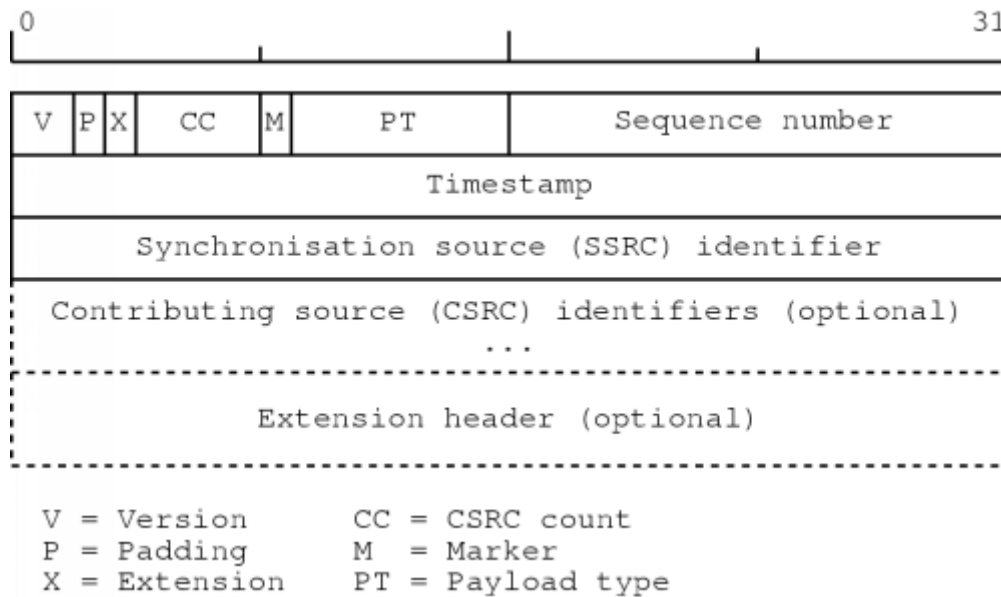 0 31
V P X CC M PT Sequence number
Timestamp
Synchronisation source (SSRC) identifier
Contributing source (CSRC) identifiers (optional)
...
Extension header (optional)
V = Version CC = CSRC count
P = Padding M = Marker
X = Extension PT = Payload type